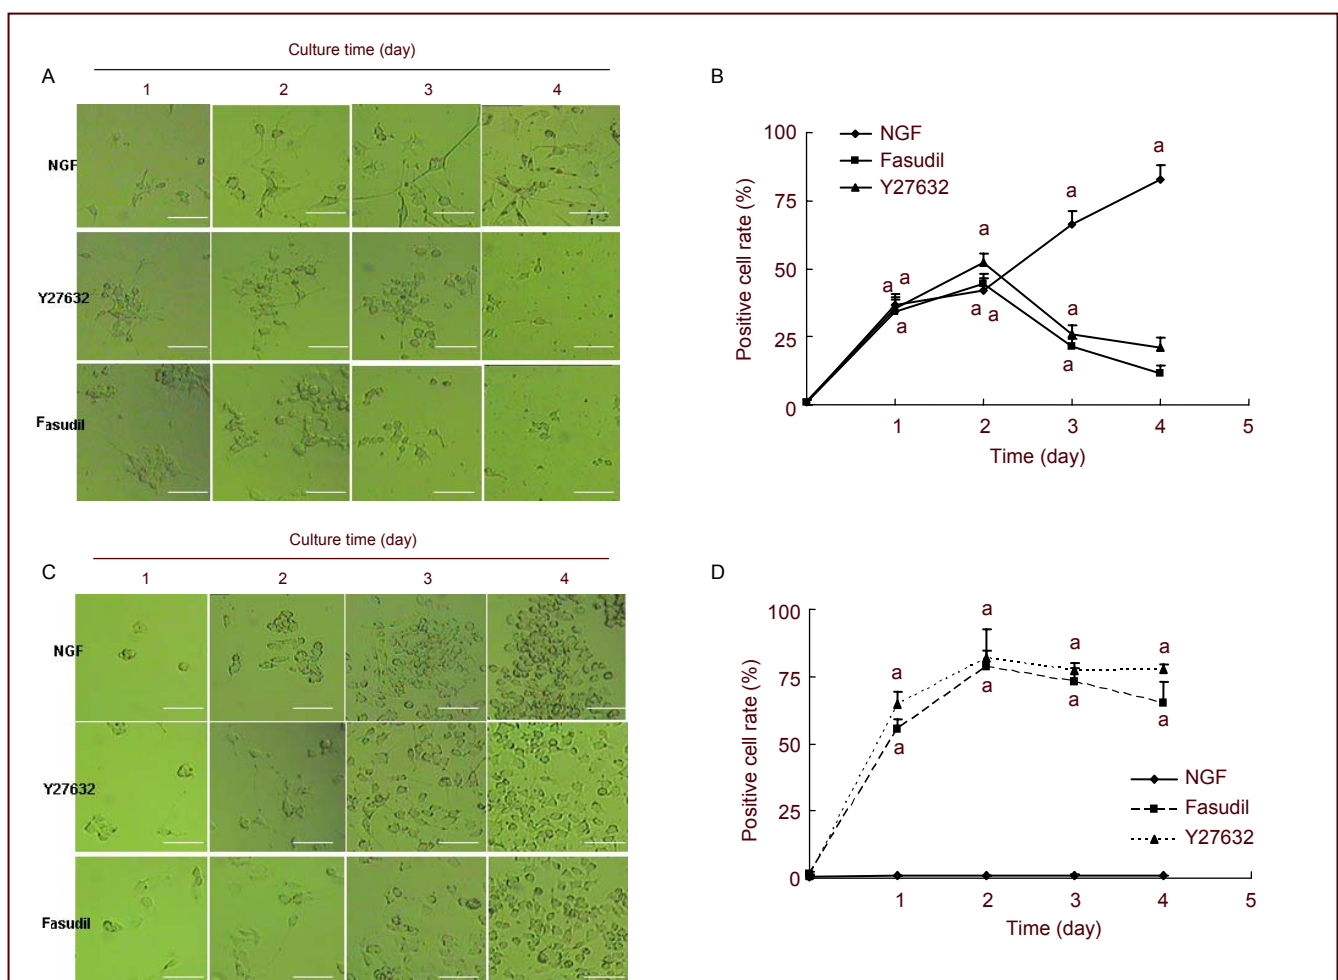 Culture time (day)
A
1 2 3 4
NGF
Y27632
Fasudil
B
100
75
50
25
0
Positive cell rate (%)
NGF
Fasudil
Y27632
a
a
a
a a
a
a a
a
a
1 2 3 4 5
Time (day)
Culture time (day)
C
1 2 3 4
NGF
Y27632
Fasudil
D
100
75
50
25
0
Positive cell rate (%)
a
a a a
a a a
a
NGF
Fasudil
Y27632
1 2 3 4 5
Time (day)